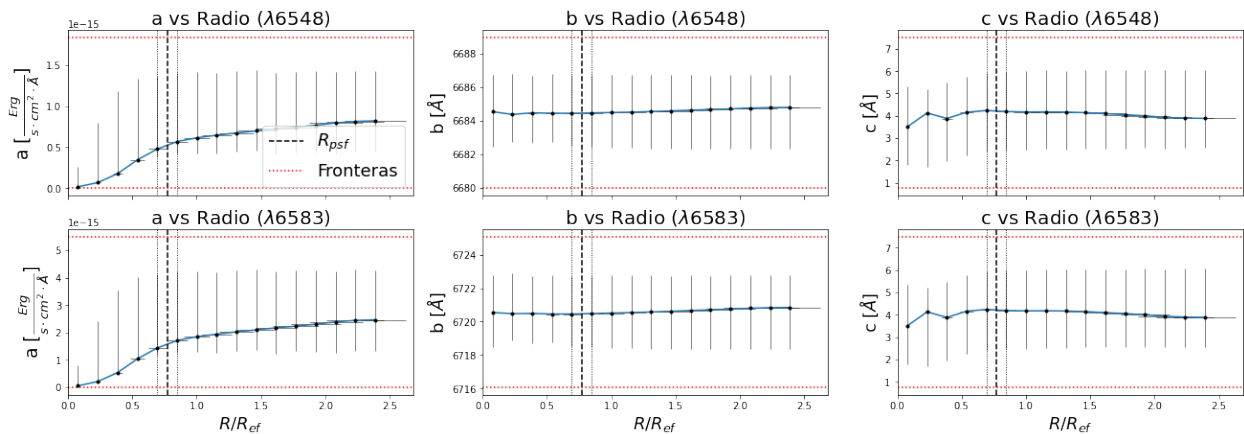 a vs Radio (λ6548)
1e−15
a [Erg / s · cm² · Å]
1.5
1.0
0.5
0.0
R_psf
Fronteras
b vs Radio (λ6548)
b [Å]
6688
6686
6684
6682
6680
c vs Radio (λ6548)
c [Å]
7
6
5
4
3
2
1
a vs Radio (λ6583)
1e−15
a [Erg / s · cm² · Å]
5
4
3
2
1
0
0.0 0.5 1.0 1.5 2.0 2.5
R/R_ef
b vs Radio (λ6583)
b [Å]
6724
6722
6720
6718
6716
0.0 0.5 1.0 1.5 2.0 2.5
R/R_ef
c vs Radio (λ6583)
c [Å]
7
6
5
4
3
2
1
0.0 0.5 1.0 1.5 2.0 2.5
R/R_ef